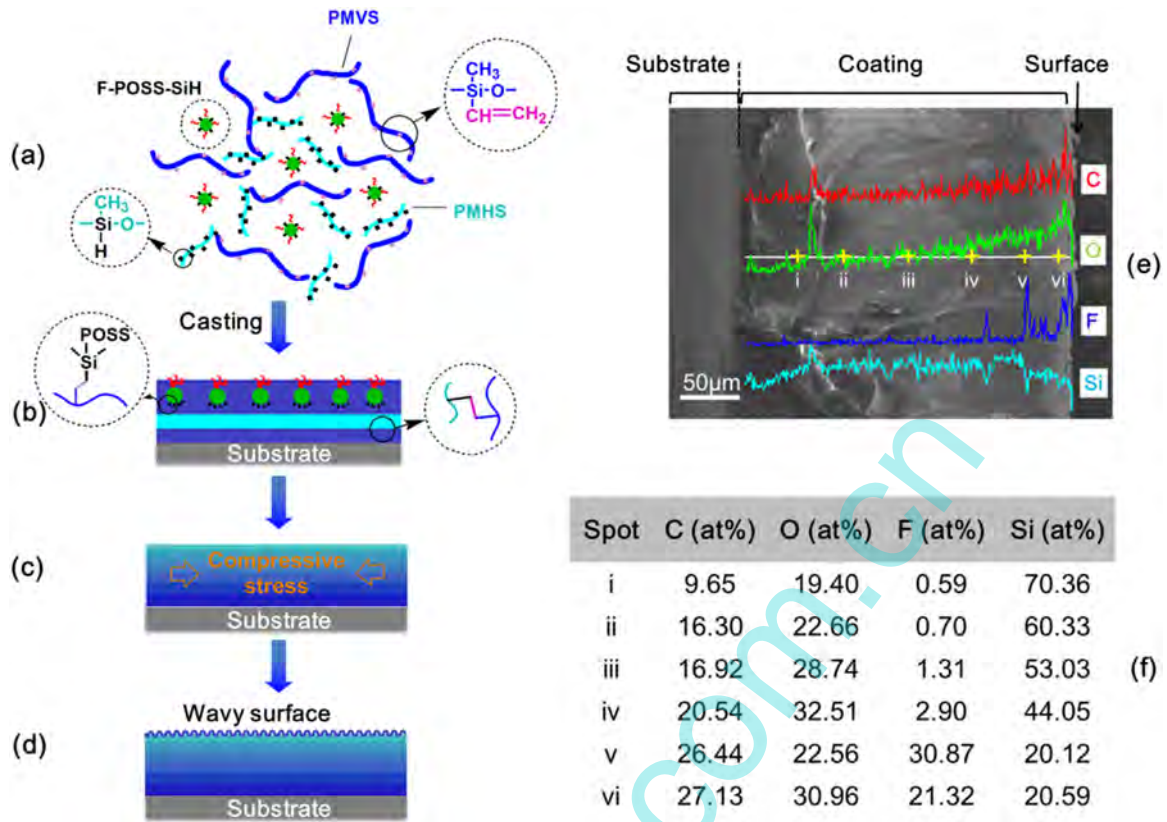 (a)
PMVS
F-POSS-SiH
CH₃
Si-O-
CH=CH₂
CH₃
Si-O-
H
PMHS
Casting
(b)
POSS
Si
Substrate
(c)
Compressive
stress
Substrate
Wavy surface
(d)
Substrate
Substrate Coating Surface
C
O
i ii iii iv v vi
F
Si
50μm
(e)
Spot C (at%) O (at%) F (at%) Si (at%)
i 9.65 19.40 0.59 70.36
ii 16.30 22.66 0.70 60.33
iii 16.92 28.74 1.31 53.03
iv 20.54 32.51 2.90 44.05
v 26.44 22.56 30.87 20.12
vi 27.13 30.96 21.32 20.59
(f)
com.cn